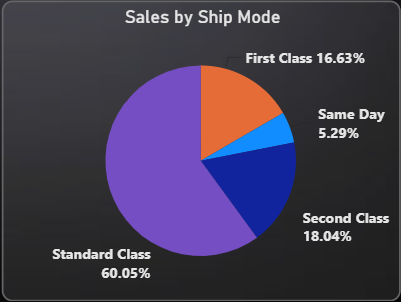 Sales by Ship Mode
First Class 16.63%
Same Day
5.29%
Second Class
18.04%
Standard Class
60.05%